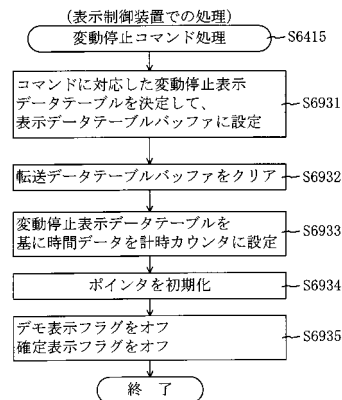 (表示制御装置での処理)
変動停止コマンド処理
S6415
コマンドに対応した変動停止表示
データテーブルを決定して、
表示データテーブルバッファに設定
S6931
転送データテーブルバッファをクリア
S6932
変動停止表示データテーブルを
基に時間データを計時カウンタに設定
S6933
ポインタを初期化
S6934
デモ表示フラグをオフ
確定表示フラグをオフ
S6935
終 了